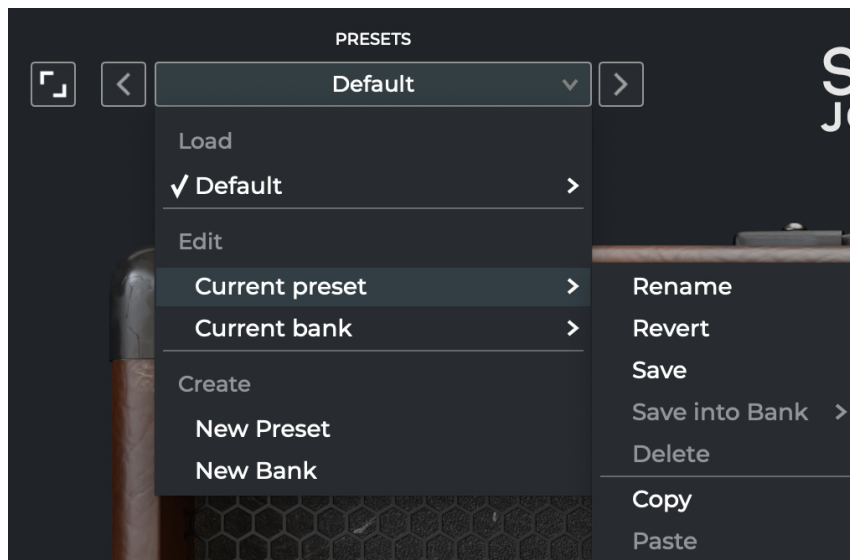 PRESETS
Default
Load
Default
Edit
Current preset
Current bank
Create
New Preset
New Bank
Rename
Revert
Save
Save into Bank
Delete
Copy
Paste